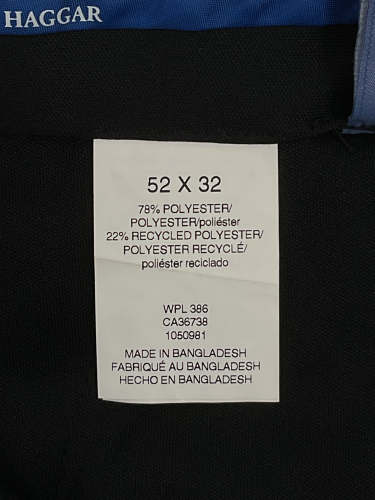 HAGGAR
52 X 32
78% POLYESTER/
POLYESTER/poliéster
22% RECYCLED POLYESTER/
POLYESTER RECYCLÉ/
poliéster reciclado
WPL 386
CA36738
1050981
MADE IN BANGLADESH
FABRIQUÉ AU BANGLADESH
HECHO EN BANGLADESH